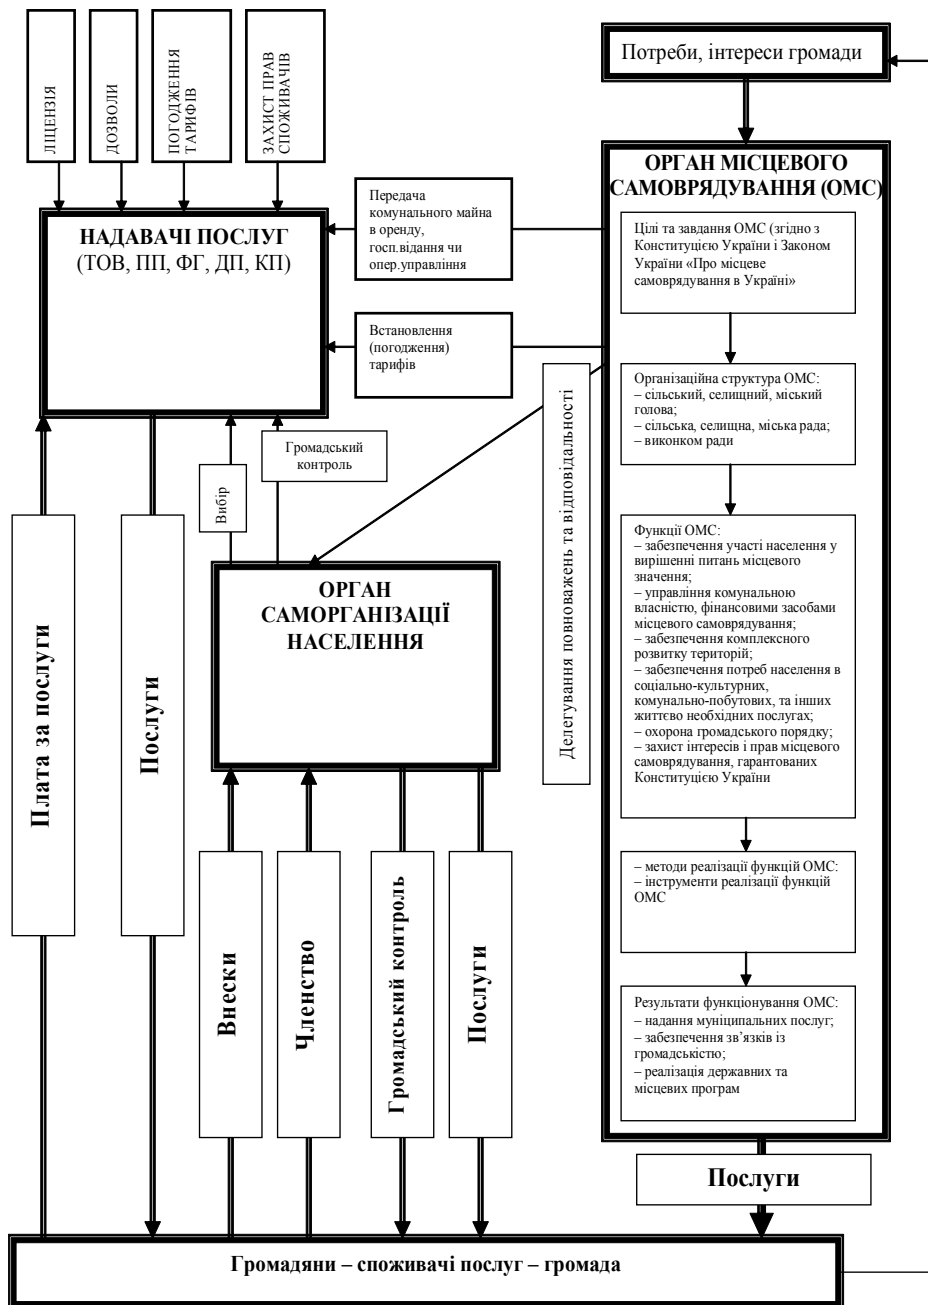 ЛІЦЕНЗІЯ
ДОЗВОЛИ
ПОГОДЖЕННЯ
ТАРИФІВ
ЗАХИСТ ПРАВ
СПОЖИВАЧІВ
Потреби, інтереси громади
НАДАВАЧІ ПОСЛУГ
(ТОВ, ПП, ФГ, ДП, КП)
Передача
комунального майна
в оренду,
госп.відання чи
опер.управління
Встановлення
(погодження)
тарифів
ОРГАН МІСЦЕВОГО
САМОВРЯДУВАННЯ (ОМС)
Цілі та завдання ОМС (згідно з
Конституцією України і Законом
України «Про місцеве
самоврядування в Україні»
Організаційна структура ОМС:
– сільський, селищний, міський
голова;
– сільська, селищна, міська рада;
– виконком ради
Функції ОМС:
– забезпечення участі населення у
вирішенні питань місцевого
значення;
– управління комунальною
власністю, фінансовими засобами
місцевого самоврядування;
– забезпечення комплексного
розвитку територій;
– забезпечення потреб населення в
соціально-культурних,
комунально-побутових, та інших
життєво необхідних послугах;
– охорона громадського порядку;
– захист інтересів і прав місцевого
самоврядування, гарантованих
Конституцією України
– методи реалізації функцій ОМС:
– інструменти реалізації функцій
ОМС
Результати функціонування ОМС:
– надання муніципальних послуг;
– забезпечення зв’язків із
громадськістю;
– реалізація державних та
місцевих програм
Послуги
Делегування повноважень та відповідальності
Вибір
Громадський
контроль
ОРГАН
САМОРГАНІЗАЦІЇ
НАСЕЛЕННЯ
Плата за послуги
Послуги
Внески
Членство
Громадський контроль
Послуги
Громадяни – споживачі послуг – громада